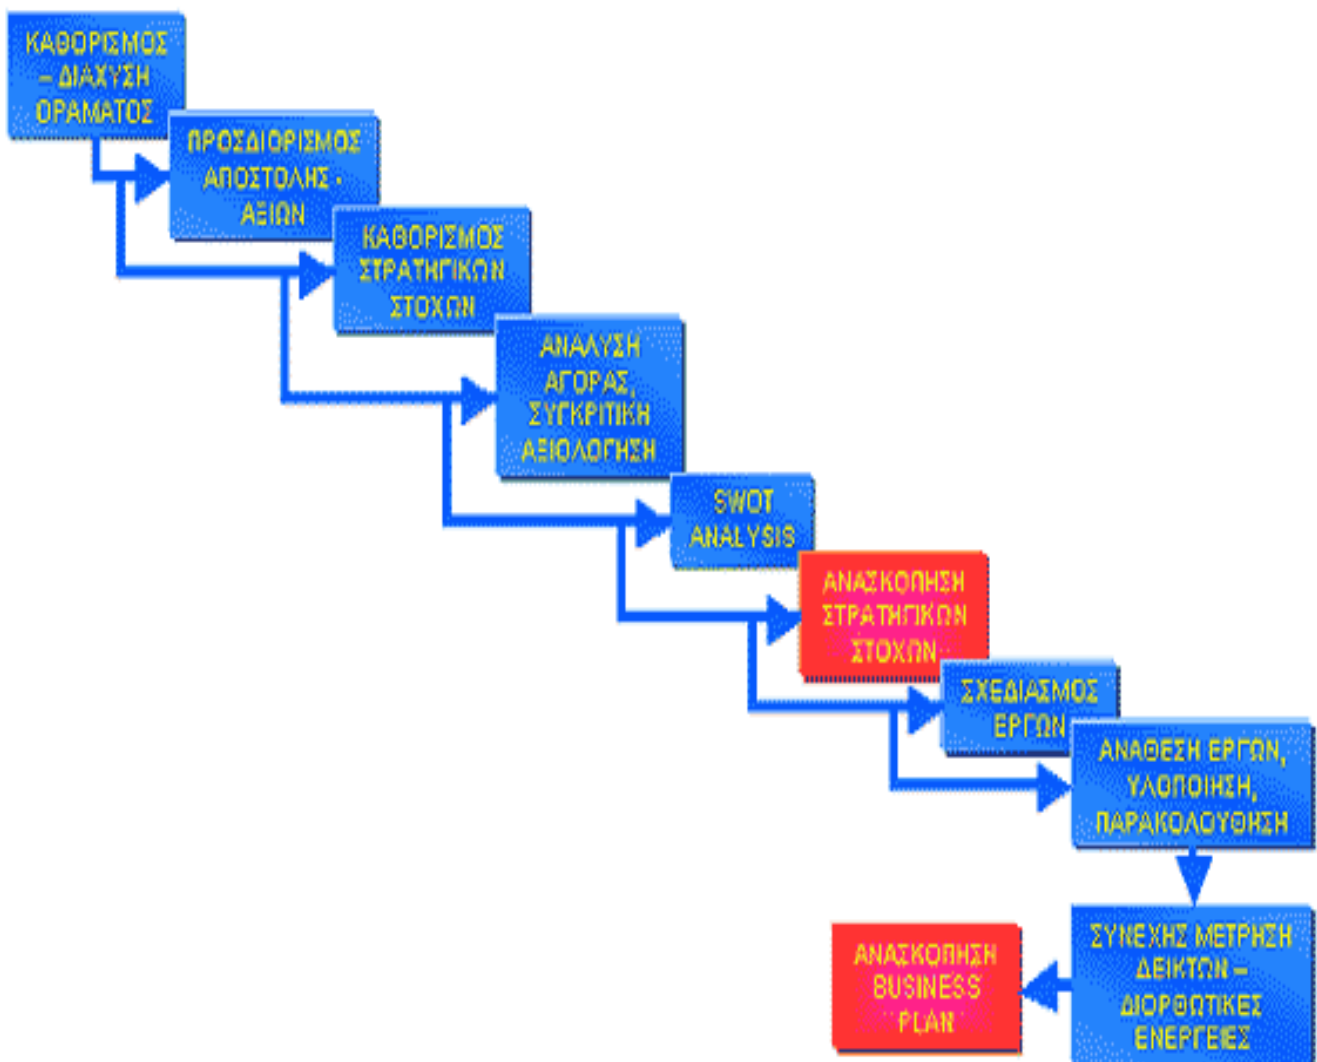 ΚΑΘΟΡΙΣΜΟΣ
– ΔΙΑΧΥΣΗ
ΟΡΑΜΑΤΟΣ
ΠΡΟΣΔΙΟΡΙΣΜΟΣ
ΑΠΟΣΤΟΛΗΣ -
ΑΞΙΩΝ
ΚΑΘΟΡΙΣΜΟΣ
ΣΤΡΑΤΗΓΙΚΩΝ
ΣΤΟΧΩΝ
ΑΝΑΛΥΣΗ
ΑΓΟΡΑΣ,
ΣΥΓΚΡΙΤΙΚΗ
ΑΞΙΟΛΟΓΗΣΗ
SWOT
ANALYSIS
ΑΝΑΣΚΟΠΗΣΗ
ΣΤΡΑΤΗΓΙΚΩΝ
ΣΤΟΧΩΝ
ΣΧΕΔΙΑΣΜΟΣ
ΕΡΓΩΝ
ΑΝΑΘΕΣΗ ΕΡΓΩΝ,
ΥΛΟΠΟΙΗΣΗ,
ΠΑΡΑΚΟΛΟΥΘΗΣΗ
ΣΥΝΕΧΗΣ ΜΕΤΡΗΣΗ
ΔΕΙΚΤΩΝ –
ΔΙΟΡΘΩΤΙΚΕΣ
ΕΝΕΡΓΕΙΕΣ
ΑΝΑΣΚΟΠΗΣΗ
BUSINESS
PLAN